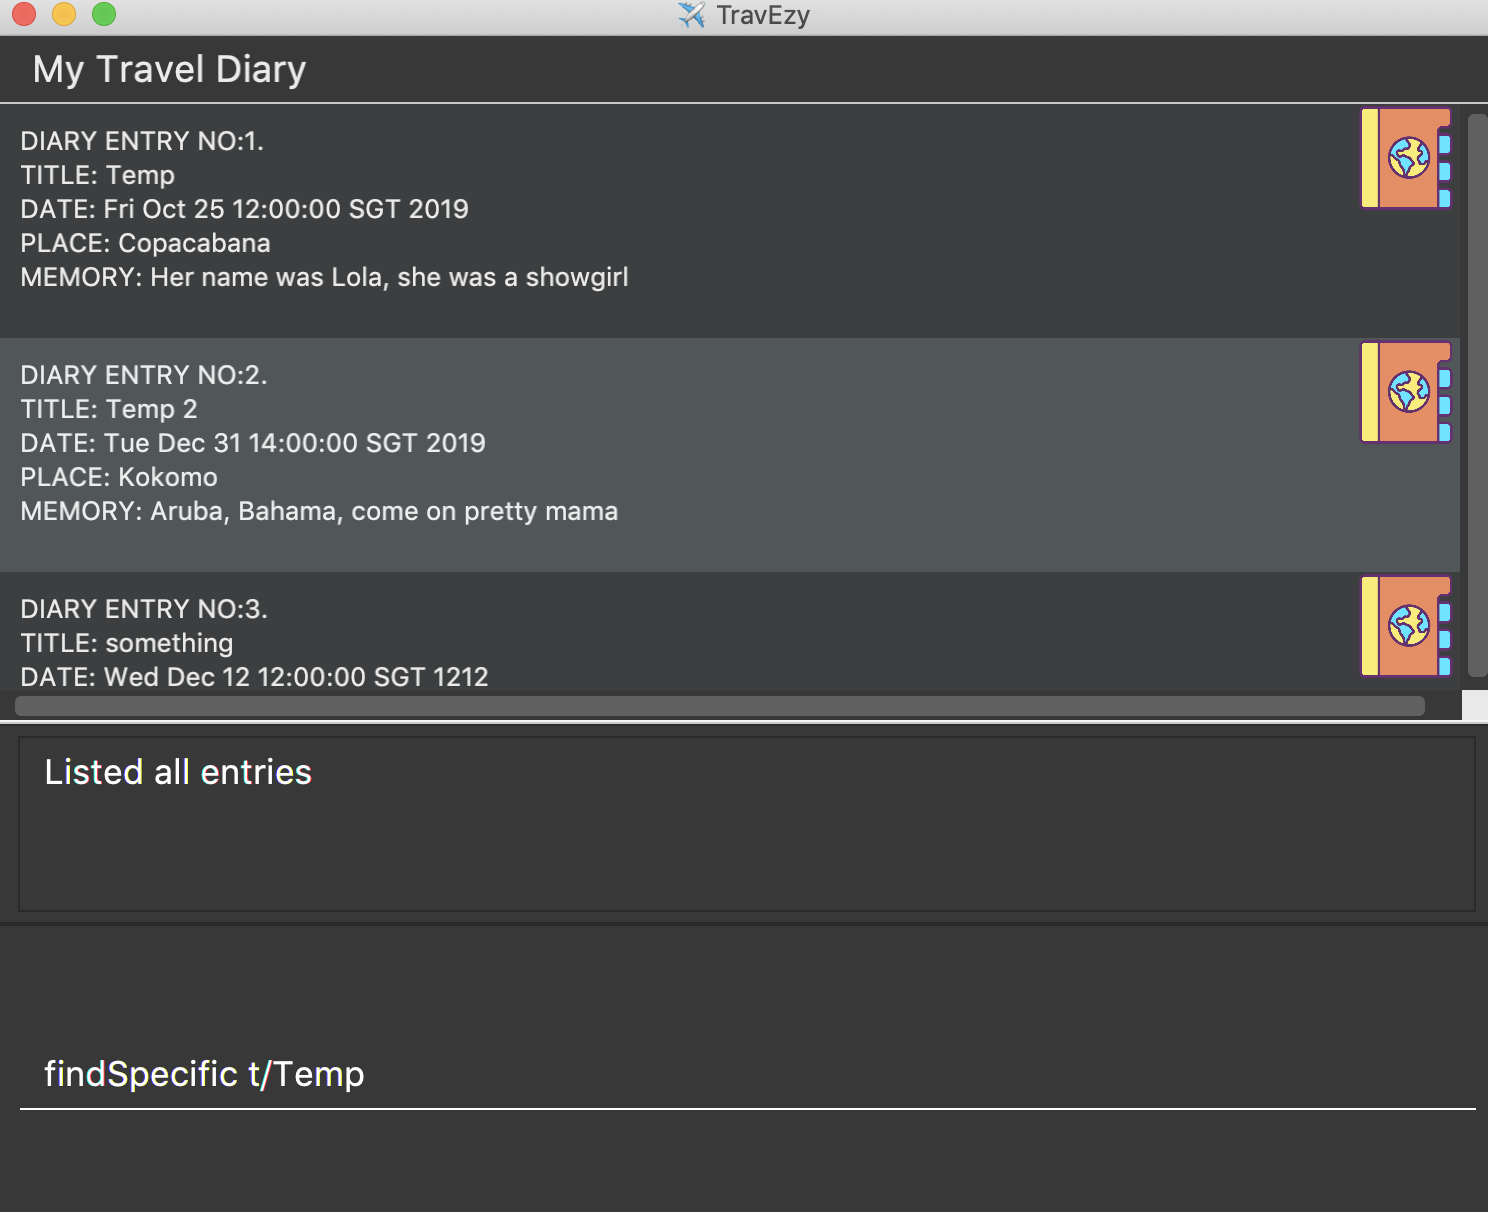 TravEzy
My Travel Diary
DIARY ENTRY NO:1.
TITLE: Temp
DATE: Fri Oct 25 12:00:00 SGT 2019
PLACE: Copacabana
MEMORY: Her name was Lola, she was a showgirl
DIARY ENTRY NO:2.
TITLE: Temp 2
DATE: Tue Dec 31 14:00:00 SGT 2019
PLACE: Kokomo
MEMORY: Aruba, Bahama, come on pretty mama
DIARY ENTRY NO:3.
TITLE: something
DATE: Wed Dec 12 12:00:00 SGT 1212
Listed all entries
findSpecific t/Temp